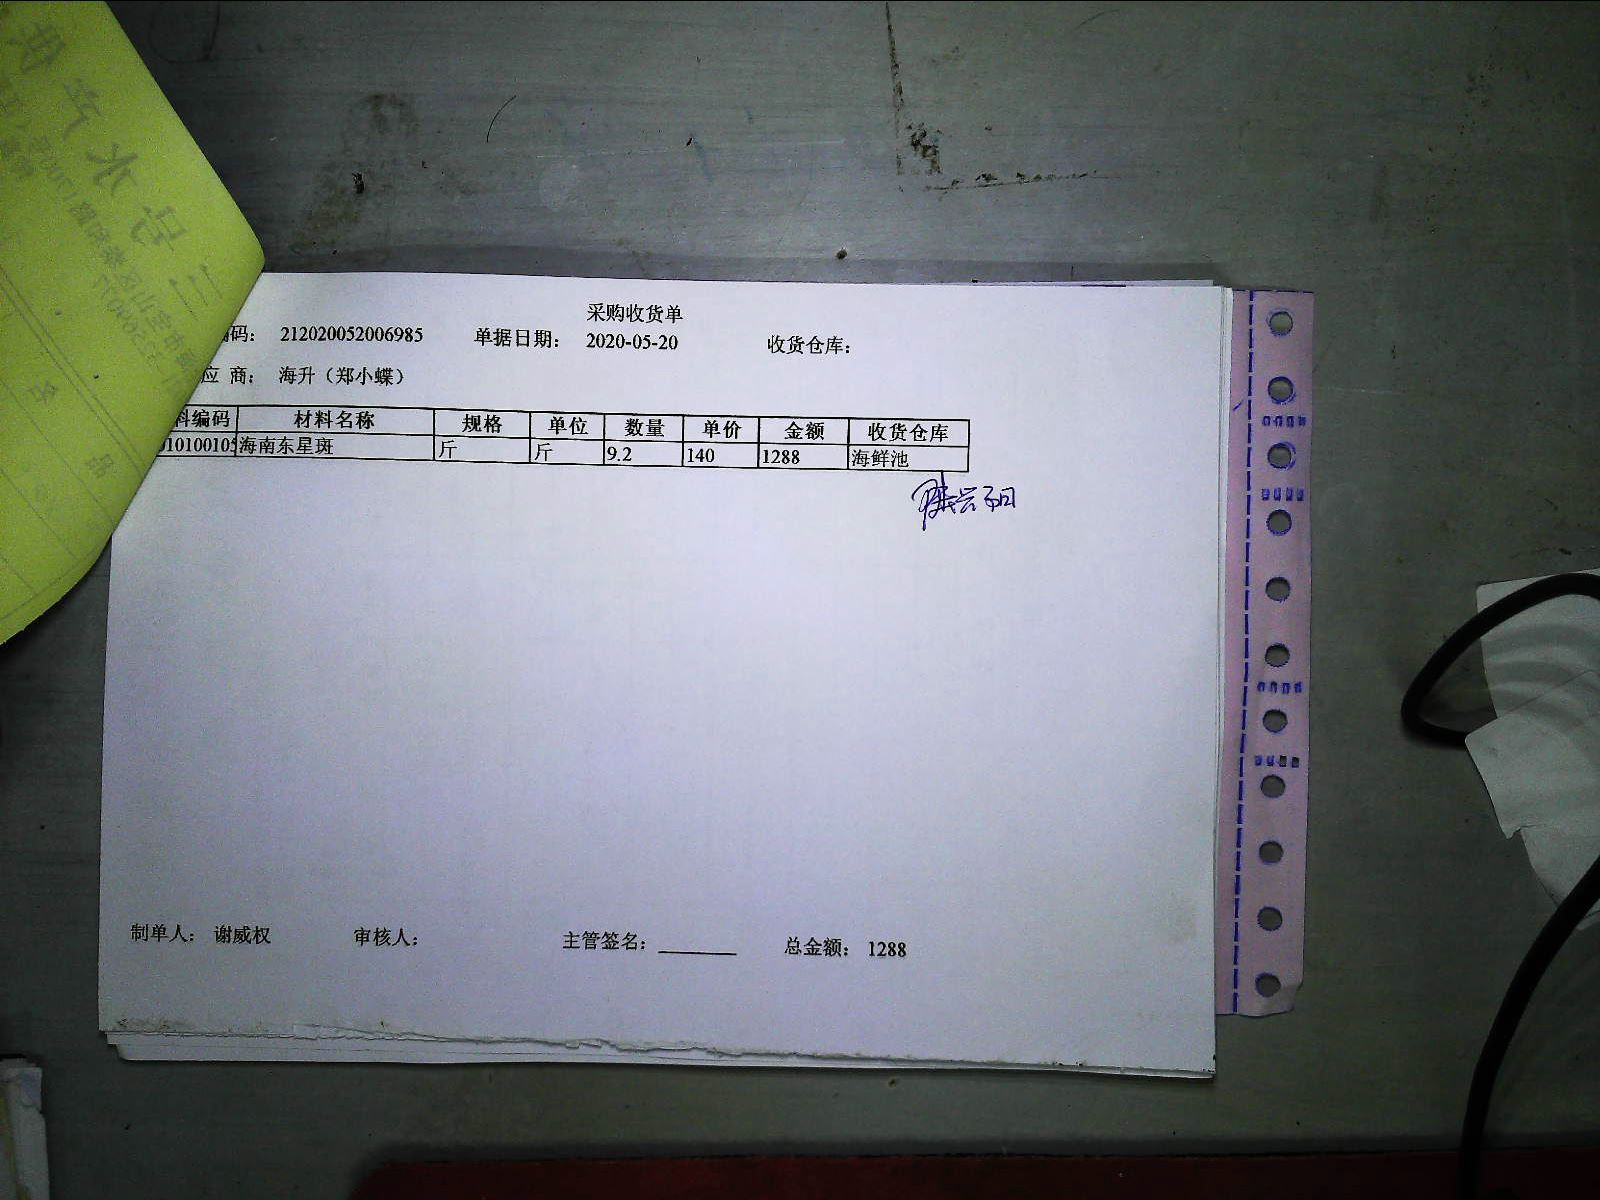 采购收货单
码： 212020052006985 单据日期： 2020-05-20 收货仓库：
应 商： 海升（郑小蝶）
料编码 材料名称 规格 单位 数量 单价 金额 收货仓库
010100105 海南东星斑 斤 斤 9.2 140 1288 海鲜池
制单人： 谢威权 审核人： 主管签名： 总金额： 1288